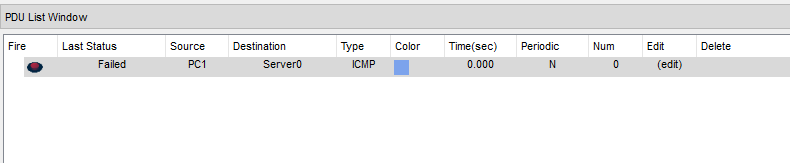 PDU List Window
Fire Last Status Source Destination Type Color Time(sec) Periodic Num Edit Delete
Failed PC1 Server0 ICMP 0.000 N 0 (edit)